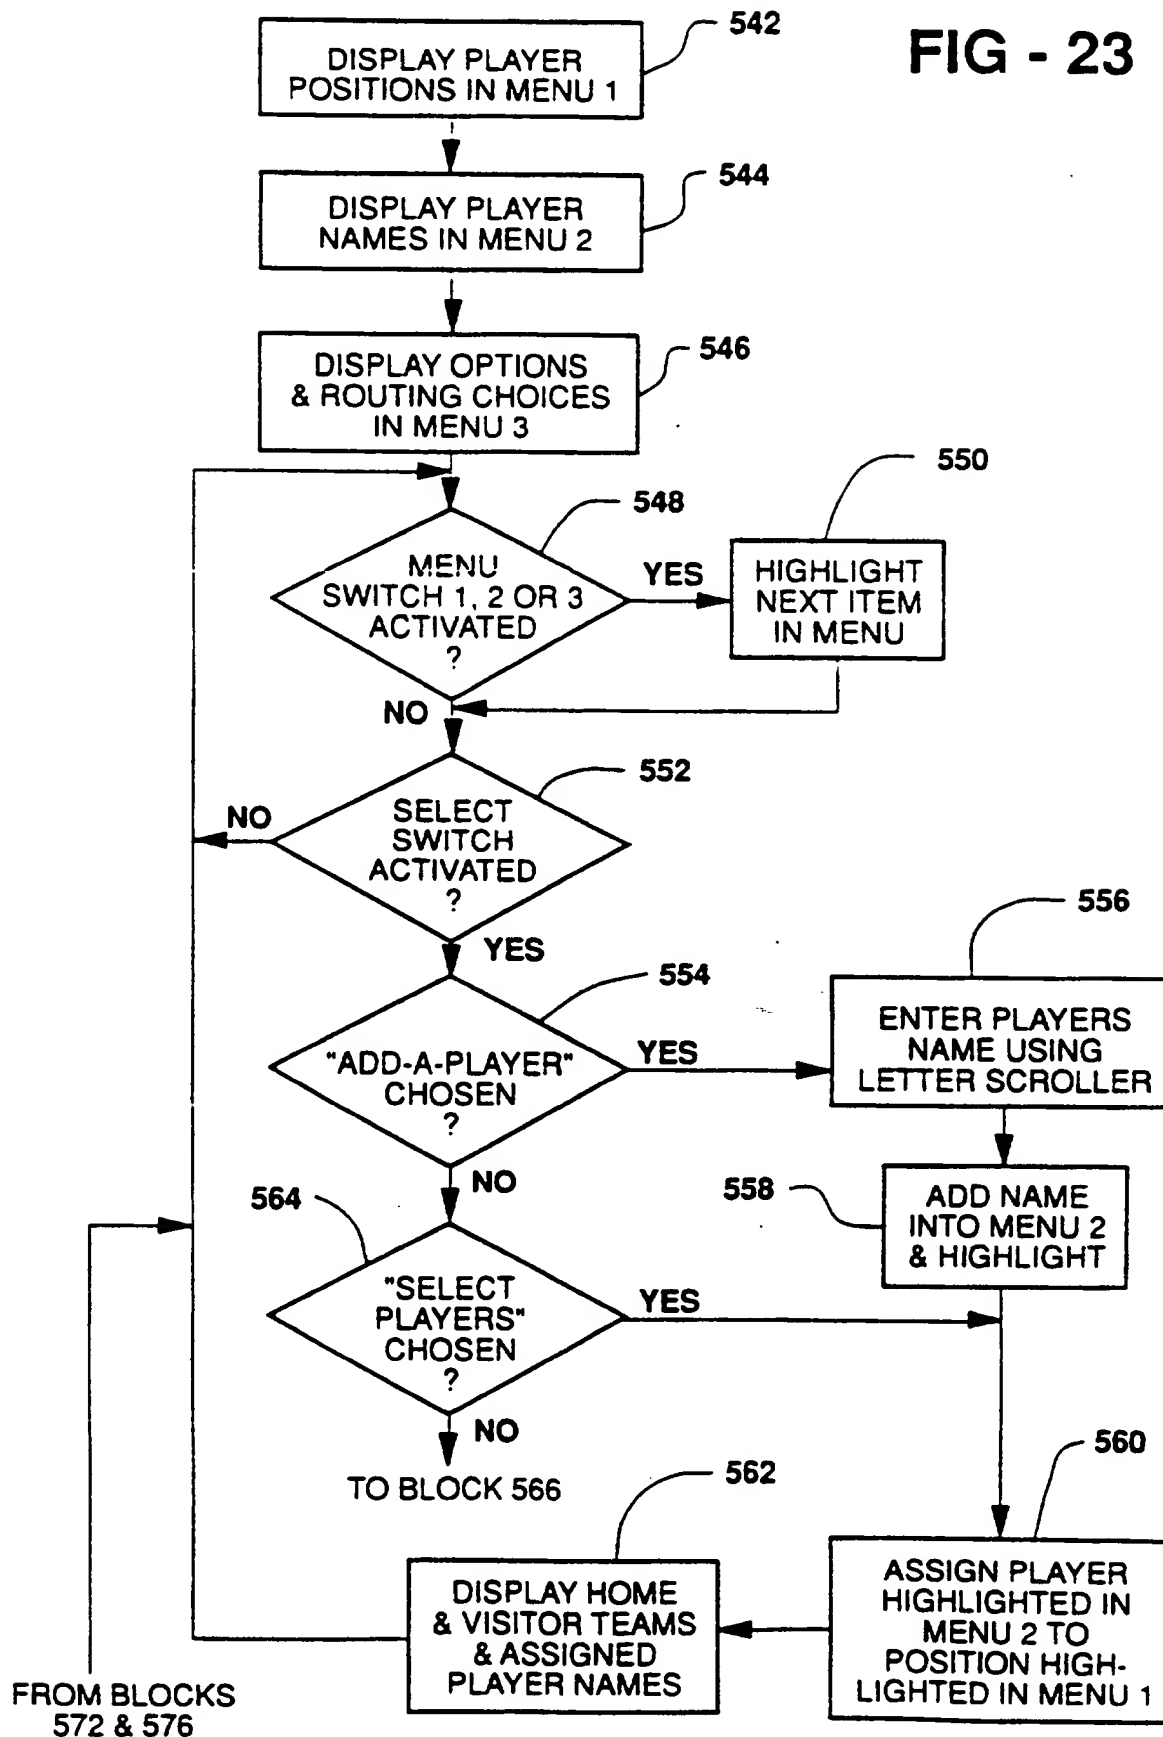 FIG - 23
542
DISPLAY PLAYER
POSITIONS IN MENU 1
544
DISPLAY PLAYER
NAMES IN MENU 2
546
DISPLAY OPTIONS
& ROUTING CHOICES
IN MENU 3
548
MENU
SWITCH 1, 2 OR 3
ACTIVATED
?
YES
550
HIGHLIGHT
NEXT ITEM
IN MENU
NO
552
SELECT
SWITCH
ACTIVATED
?
NO
YES
554
"ADD-A-PLAYER"
CHOSEN
?
YES
556
ENTER PLAYERS
NAME USING
LETTER SCROLLER
NO
558
ADD NAME
INTO MENU 2
& HIGHLIGHT
564
"SELECT
PLAYERS"
CHOSEN
?
YES
NO
TO BLOCK 566
560
ASSIGN PLAYER
HIGHLIGHTED IN
MENU 2 TO
POSITION HIGH-
LIGHTED IN MENU 1
562
DISPLAY HOME
& VISITOR TEAMS
& ASSIGNED
PLAYER NAMES
FROM BLOCKS
572 & 576